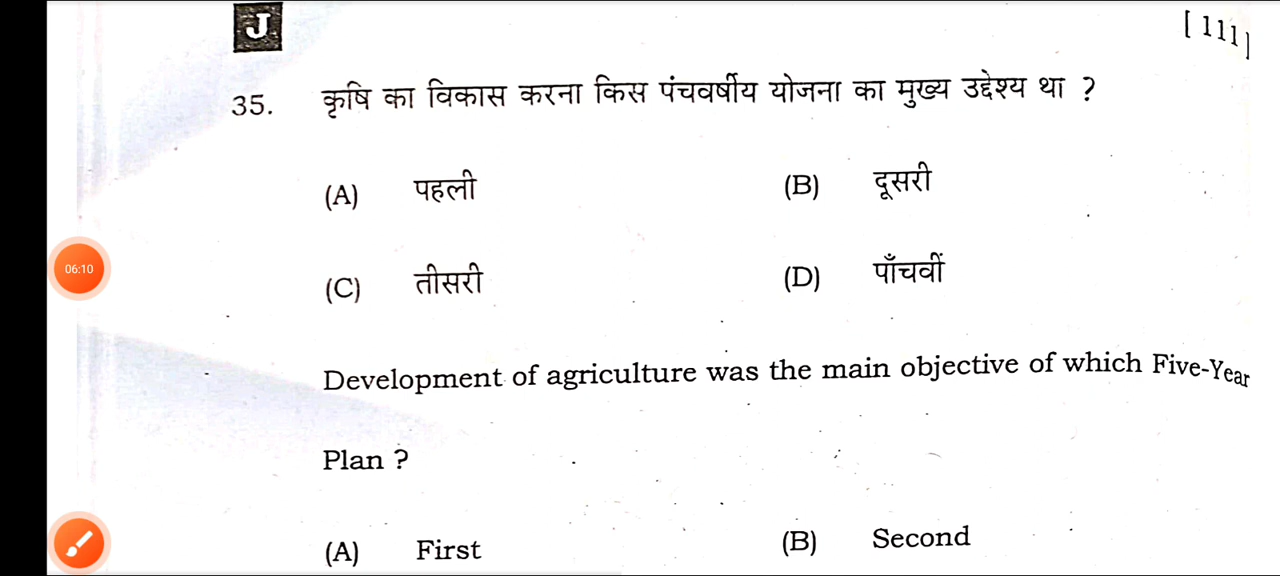 J
[ 111 ]
35. कृषि का विकास करना किस पंचवर्षीय योजना का मुख्य उद्देश्य था ?
(A) पहली (B) दूसरी
(C) तीसरी (D) पाँचवीं
06:10
Development of agriculture was the main objective of which Five-Year
Plan ?
(A) First (B) Second